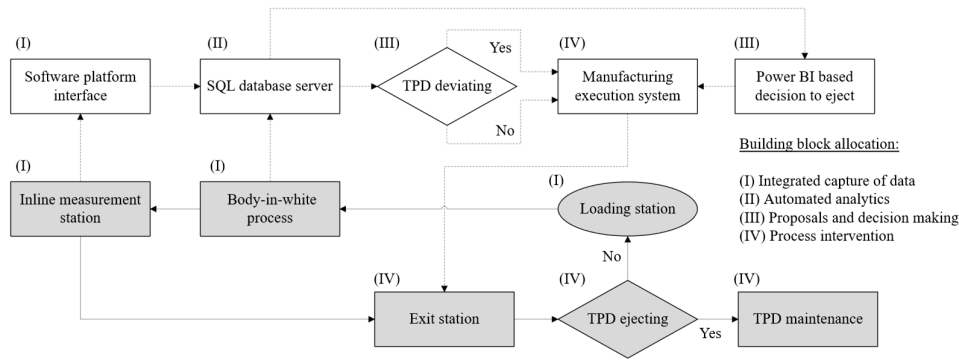 (I)
(II)
(III)
Yes
(IV)
(III)
Software platform
interface
SQL database server
TPD deviating
Manufacturing
execution system
Power BI based
decision to eject
No
Building block allocation:
(I)
(I)
(I)
(I) Integrated capture of data
(II) Automated analytics
(III) Proposals and decision making
(IV) Process intervention
Inline measurement
station
Body-in-white
process
Loading station
No
(IV)
(IV)
(IV)
Exit station
TPD ejecting
Yes
TPD maintenance